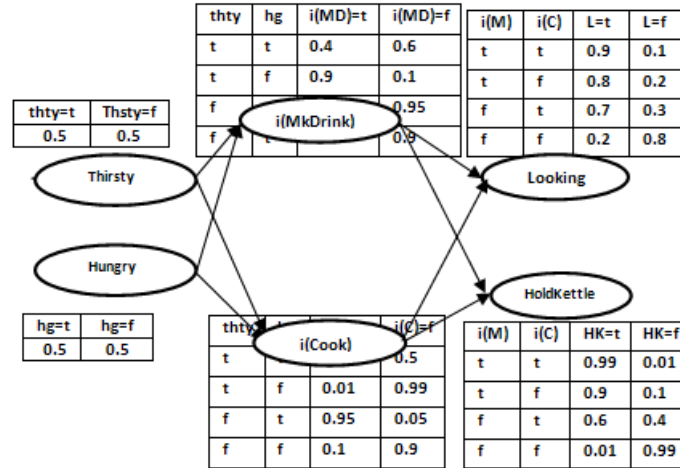 thty hg i(MD)=t i(MD)=f
t t 0.4 0.6
t f 0.9 0.1
f 0.95
f
i(M) i(C) L=t L=f
t t 0.9 0.1
t f 0.8 0.2
f t 0.7 0.3
f f 0.2 0.8
thty=t Thsty=f
0.5 0.5
i(MkDrink)
Thirsty
Looking
Hungry
HoldKettle
hg=t hg=f
0.5 0.5
thty i(C)=f
i(Cook)
t 0.5
t f 0.01 0.99
f t 0.95 0.05
f f 0.1 0.9
i(M) i(C) HK=t HK=f
t t 0.99 0.01
t f 0.9 0.1
f t 0.6 0.4
f f 0.01 0.99